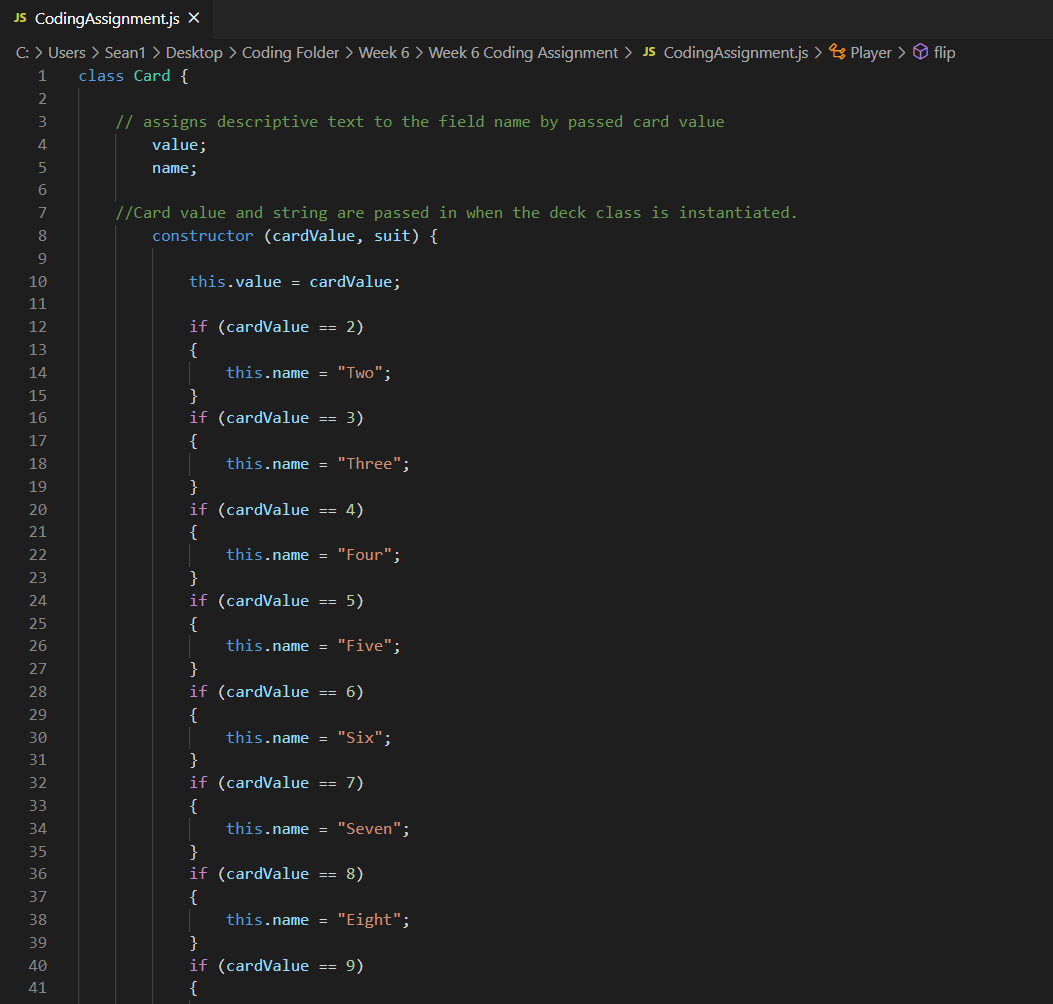 JS CodingAssignment.js ×
C: > Users > Sean1 > Desktop > Coding Folder > Week 6 > Week 6 Coding Assignment > JS CodingAssignment.js > Player > flip
1 class Card {
2
3 // assigns descriptive text to the field name by passed card value
4 value;
5 name;
6
7 //Card value and string are passed in when the deck class is instantiated.
8 constructor (cardValue, suit) {
9
10 this.value = cardValue;
11
12 if (cardValue == 2)
13 {
14 this.name = "Two";
15 }
16 if (cardValue == 3)
17 {
18 this.name = "Three";
19 }
20 if (cardValue == 4)
21 {
22 this.name = "Four";
23 }
24 if (cardValue == 5)
25 {
26 this.name = "Five";
27 }
28 if (cardValue == 6)
29 {
30 this.name = "Six";
31 }
32 if (cardValue == 7)
33 {
34 this.name = "Seven";
35 }
36 if (cardValue == 8)
37 {
38 this.name = "Eight";
39 }
40 if (cardValue == 9)
41 {